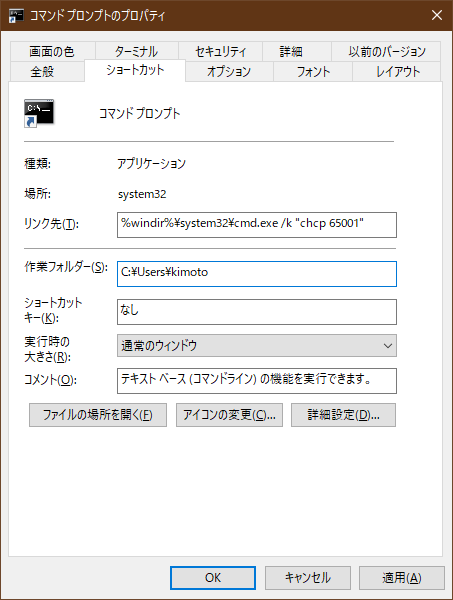 コマンド プロンプトのプロパティ
画面の色 ターミナル セキュリティ 詳細 以前のバージョン
全般 ショートカット オプション フォント レイアウト
C:\_
コマンド プロンプト
種類: アプリケーション
場所: system32
リンク先(T): %windir%¥system32¥cmd.exe /k "chcp 65001"
作業フォルダー(S): C:¥Users¥kimoto
ショートカット
キー(K): なし
実行時の
大きさ(R): 通常のウィンドウ
コメント(O): テキスト ベース (コマンドライン) の機能を実行できます。
ファイルの場所を開く(F) アイコンの変更(C)... 詳細設定(D)...
OK キャンセル 適用(A)